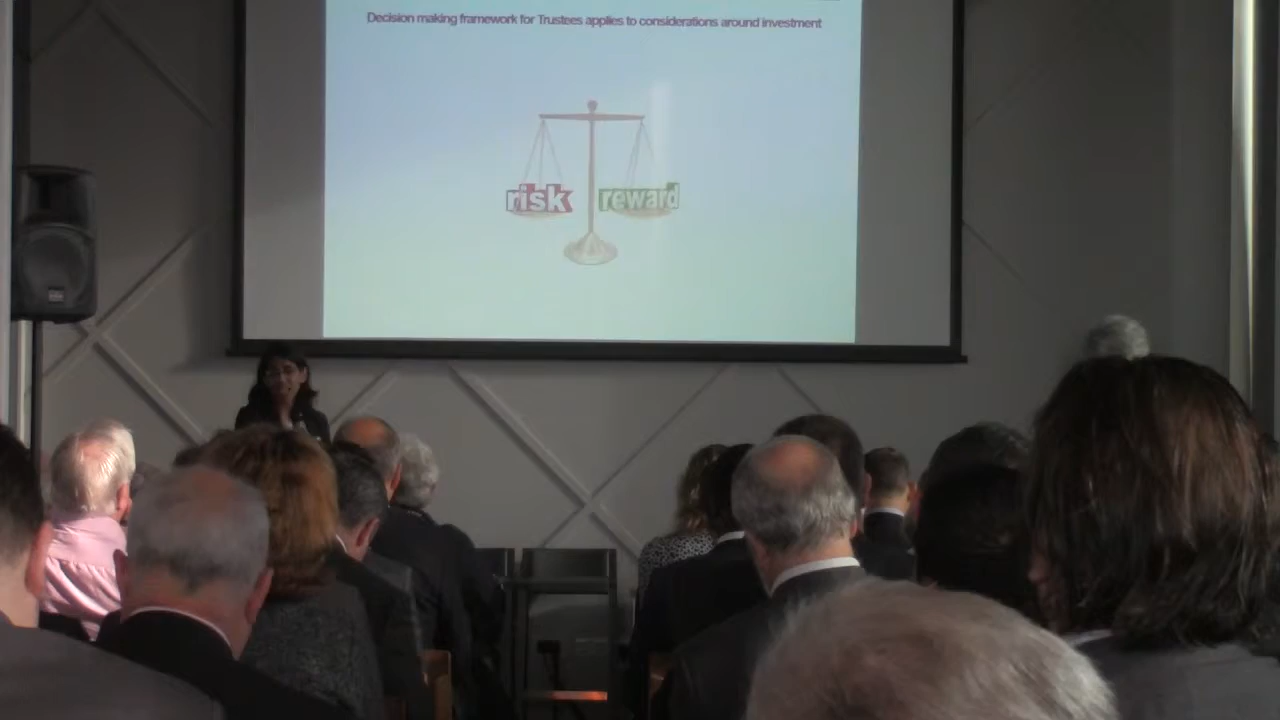 Decision making framework for Trustees applies to considerations around investment
risk
reward